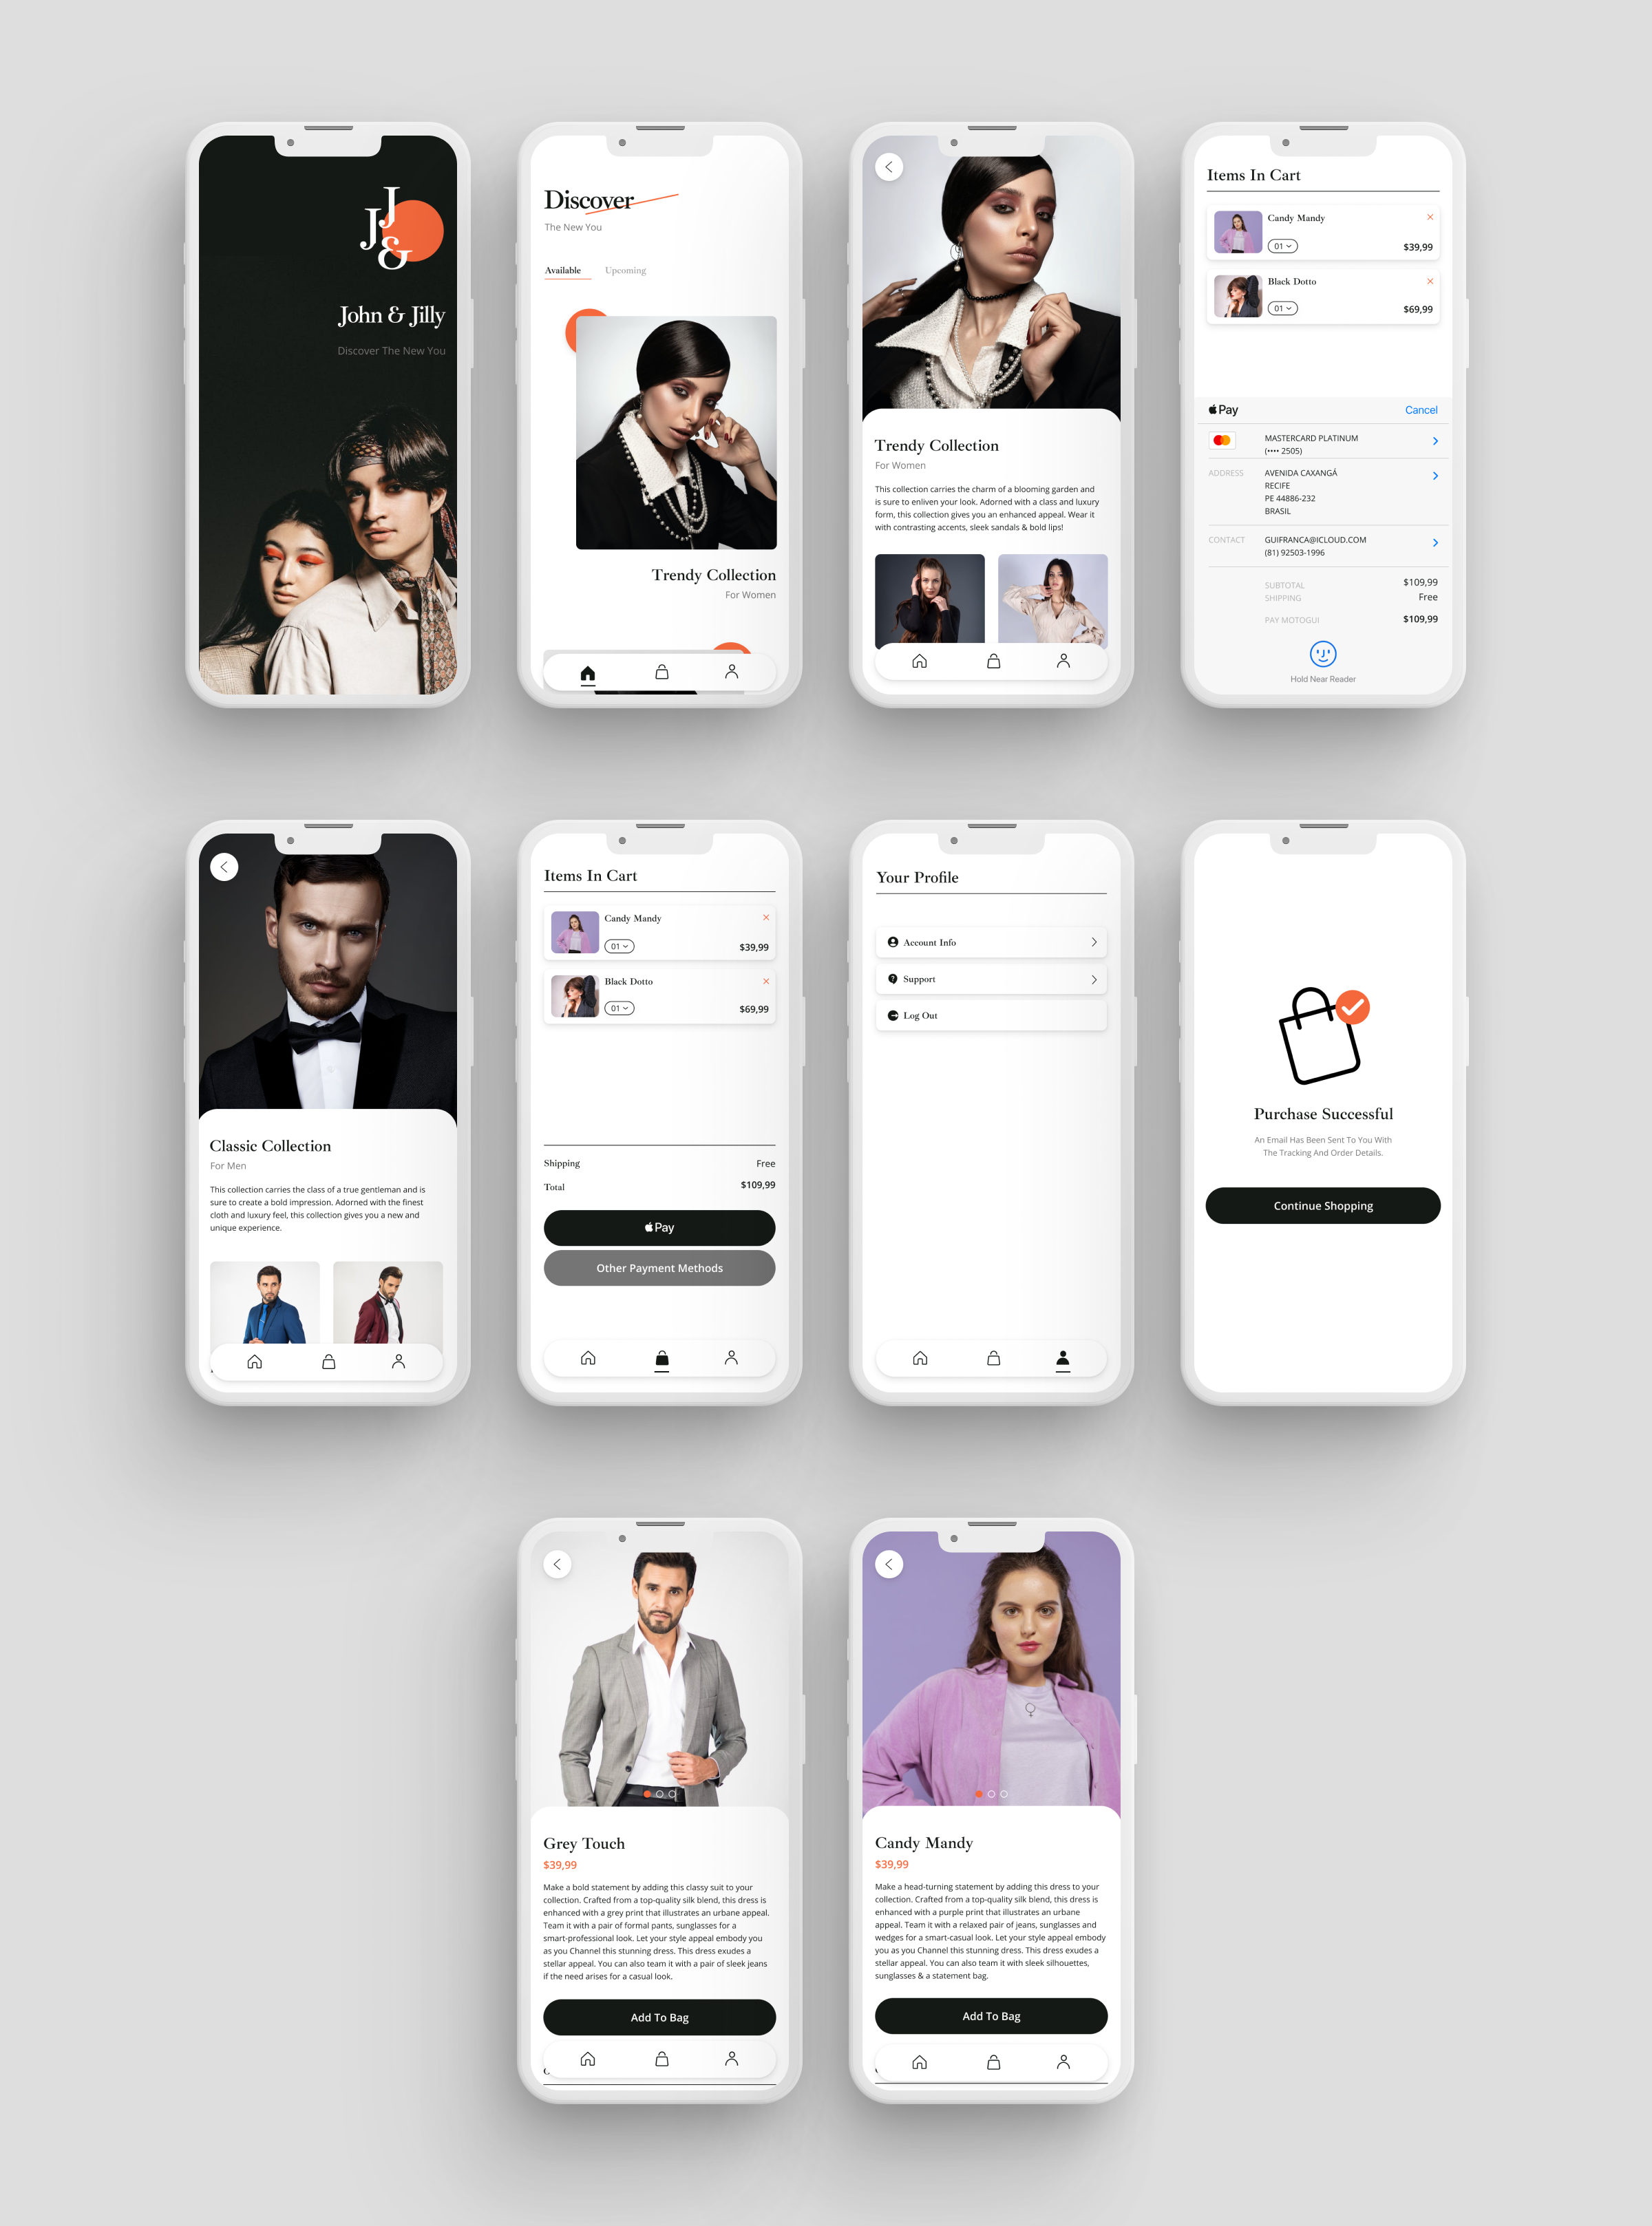 J
J
&
John & Jilly
Discover The New You
Discover
The New You
Available Upcoming
Trendy Collection
For Women
Trendy Collection
For Women
This collection carries the charm of a blooming garden and
is sure to enliven your look. Adorned with a class and luxury
form, this collection gives you an enhanced appeal. Wear it
with contrasting accents, sleek sandals & bold lips!
Items In Cart
Candy Mandy
01
$39,99
Black Dotto
01
$69,99
Pay Cancel
MASTERCARD PLATINUM
(•••• 2505)
ADDRESS AVENIDA CAXANGÁ
RECIFE
PE 44886-232
BRASIL
CONTACT GUIFRANCA@ICLOUD.COM
(81) 92503-1996
SUBTOTAL $109,99
SHIPPING Free
PAY MOTOGUI $109,99
Hold Near Reader
Classic Collection
For Men
This collection carries the class of a true gentleman and is
sure to create a bold impression. Adorned with the finest
cloth and luxury feel, this collection gives you a new and
unique experience.
Items In Cart
Candy Mandy
01
$39,99
Black Dotto
01
$69,99
Shipping Free
Total $109,99
Pay
Other Payment Methods
Your Profile
Account Info
Support
Log Out
Purchase Successful
An Email Has Been Sent To You With
The Tracking And Order Details.
Continue Shopping
Grey Touch
$39,99
Make a bold statement by adding this classy suit to your
collection. Crafted from a top-quality silk blend, this dress is
enhanced with a grey print that illustrates an urbane appeal.
Team it with a pair of formal pants, sunglasses for a
smart-professional look. Let your style appeal embody you
as you Channel this stunning dress. This dress exudes a
stellar appeal. You can also team it with a pair of sleek jeans
if the need arises for a casual look.
Add To Bag
Candy Mandy
$39,99
Make a head-turning statement by adding this dress to your
collection. Crafted from a top-quality silk blend, this dress is
enhanced with a purple print that illustrates an urbane
appeal. Team it with a relaxed pair of jeans, sunglasses and
wedges for a smart-casual look. Let your style appeal embody
you as you Channel this stunning dress. This dress exudes a
stellar appeal. You can also team it with sleek silhouettes,
sunglasses & a statement bag.
Add To Bag